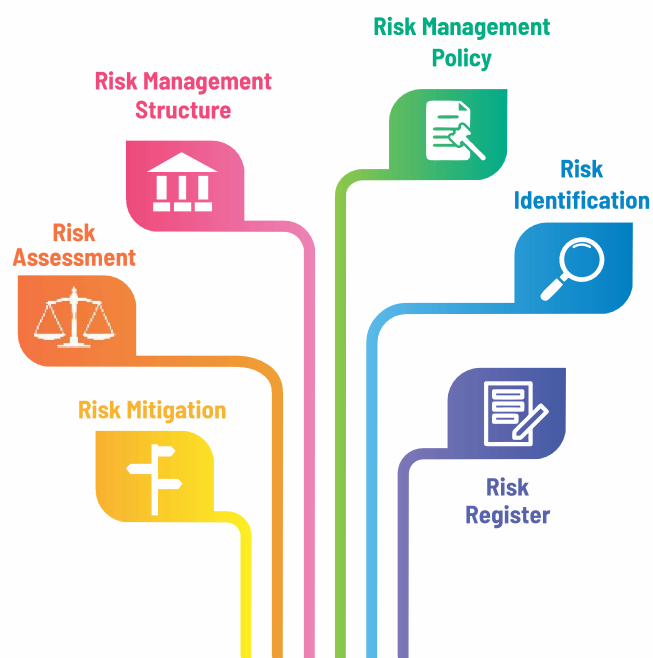 Risk Management
Policy
Risk Management
Structure
Risk
Identification
Risk
Assessment
Risk Mitigation
Risk
Register